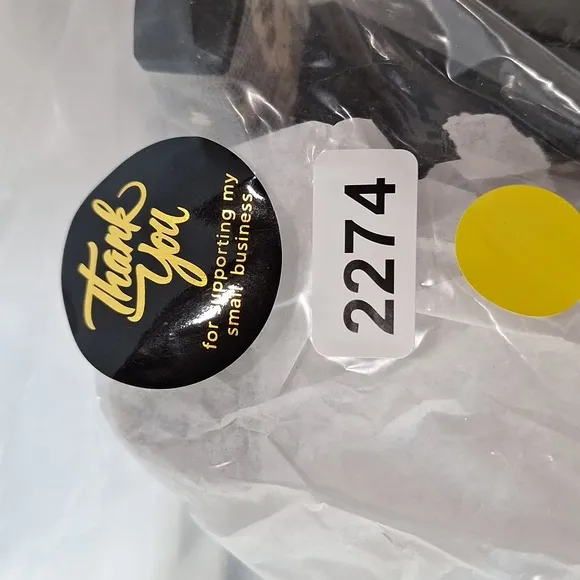 Thank
You
for supporting my
small business
2274